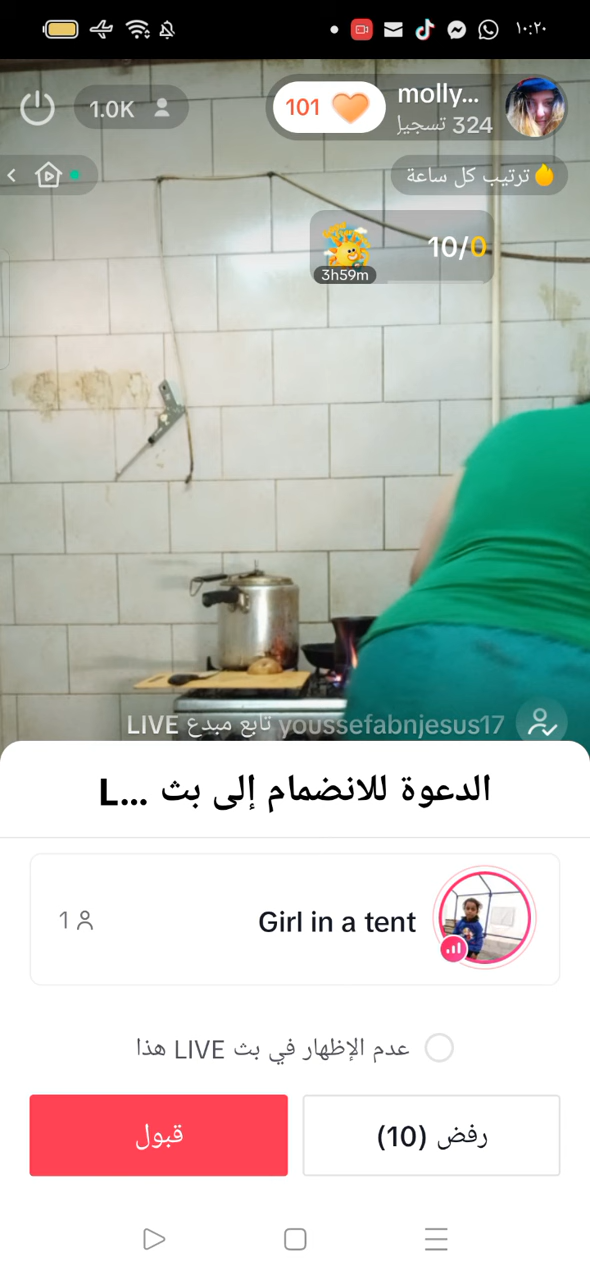 ١٠:٢٠
molly...
101
324 تسجيل
1.0K
ترتيب كل ساعة
10/0
3h59m
youssefabnjesus17 تابع مبدع LIVE
الدعوة للانضمام إلى بث L...
Girl in a tent
1
عدم الإظهار في بث LIVE هذا
رفض (10)
قبول